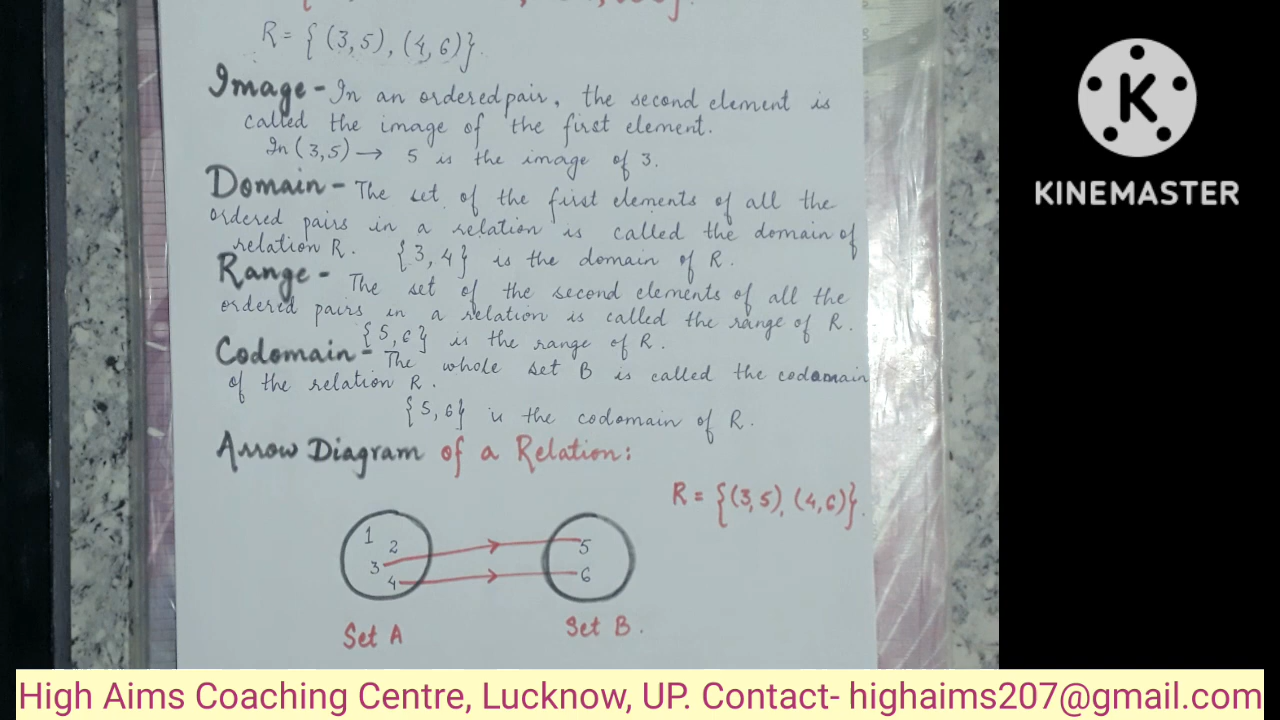 R = { (3,5), (4,6)}.
Image - In an ordered pair, the second element is
called the image of the first element.
In (3,5) → 5 is the image of 3.
Domain - The set of the first elements of all the
ordered pairs in a relation is called the domain of
relation R. {3, 4} is the domain of R.
Range - The set of the second elements of all the
ordered pairs in a relation is called the range of R.
{5, 6} is the range of R.
Codomain - The whole set B is called the codomain
of the relation R.
{5, 6} is the codomain of R.
Arrow Diagram of a Relation:
R = {(3,5), (4,6)}.
1
2
3
4
5
6
Set A
Set B.
K
KINEMASTER
High Aims Coaching Centre, Lucknow, UP. Contact- highaims207@gmail.com